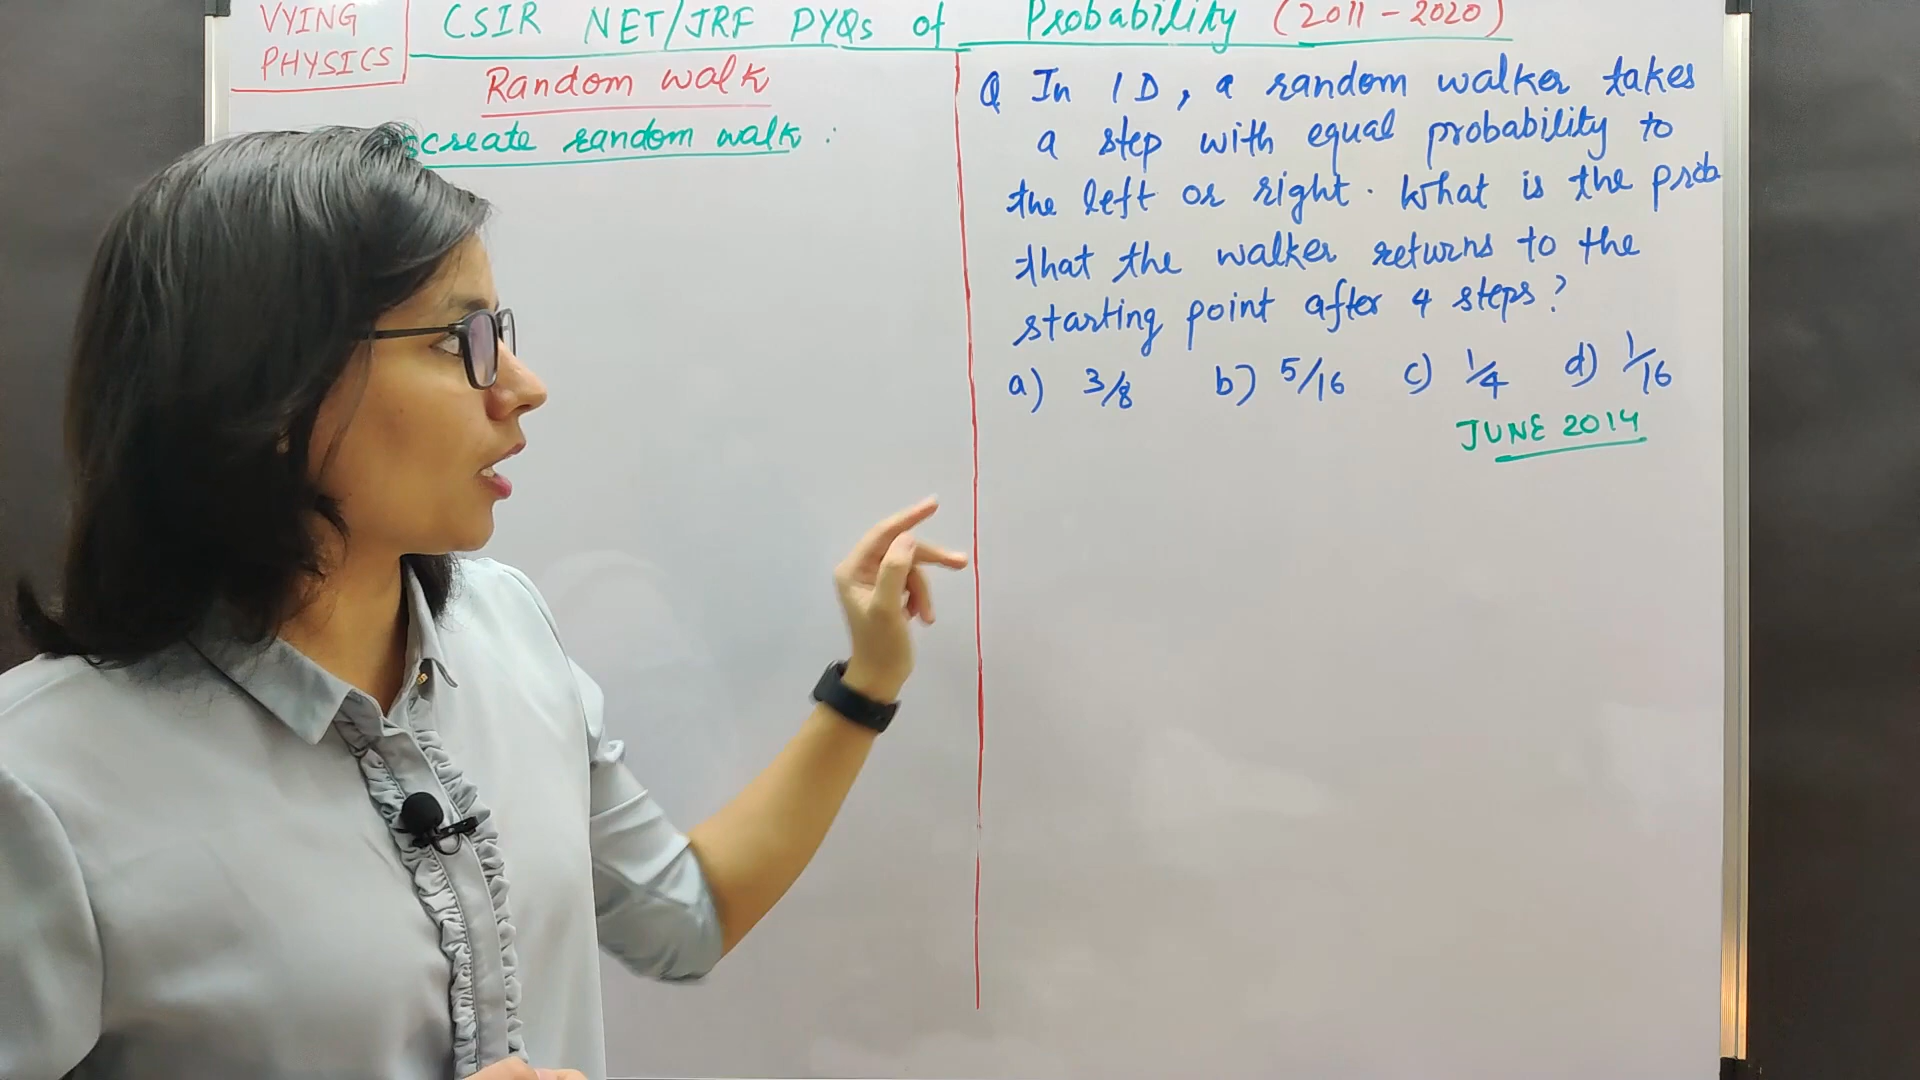 VYING
PHYSICS
CSIR NET/JRF PYQs of Probability (2011-2020)
Random walk
screate random walk :
Q In 1D, a random walker takes
a step with equal probability to
the left or right. What is the prob
that the walker returns to the
starting point after 4 steps?
a) 3/8 b) 5/16 c) 1/4 d) 1/16
JUNE 2014